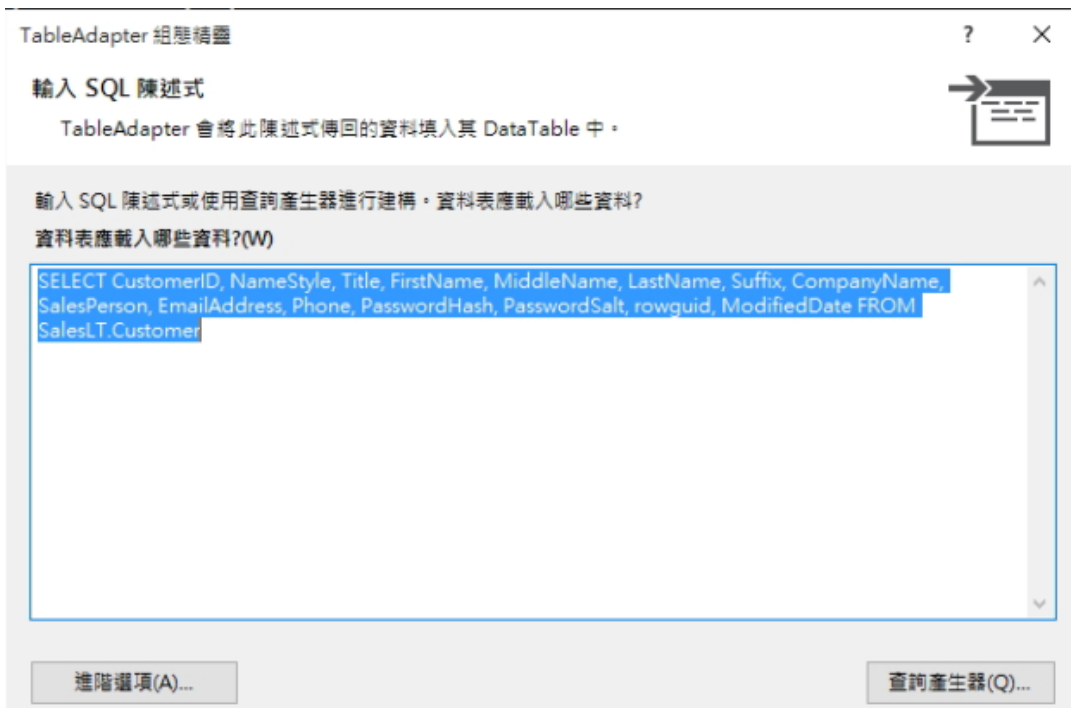 TableAdapter 組態精靈
? ×
輸入 SQL 陳述式
TableAdapter 會將此陳述式傳回的資料填入其 DataTable 中。
輸入 SQL 陳述式或使用查詢產生器進行建構。資料表應載入哪些資料?
資料表應載入哪些資料?(W)
SELECT CustomerID, NameStyle, Title, FirstName, MiddleName, LastName, Suffix, CompanyName,
SalesPerson, EmailAddress, Phone, PasswordHash, PasswordSalt, rowguid, ModifiedDate FROM
SalesLT.Customer
進階選項(A)...
查詢產生器(Q)...